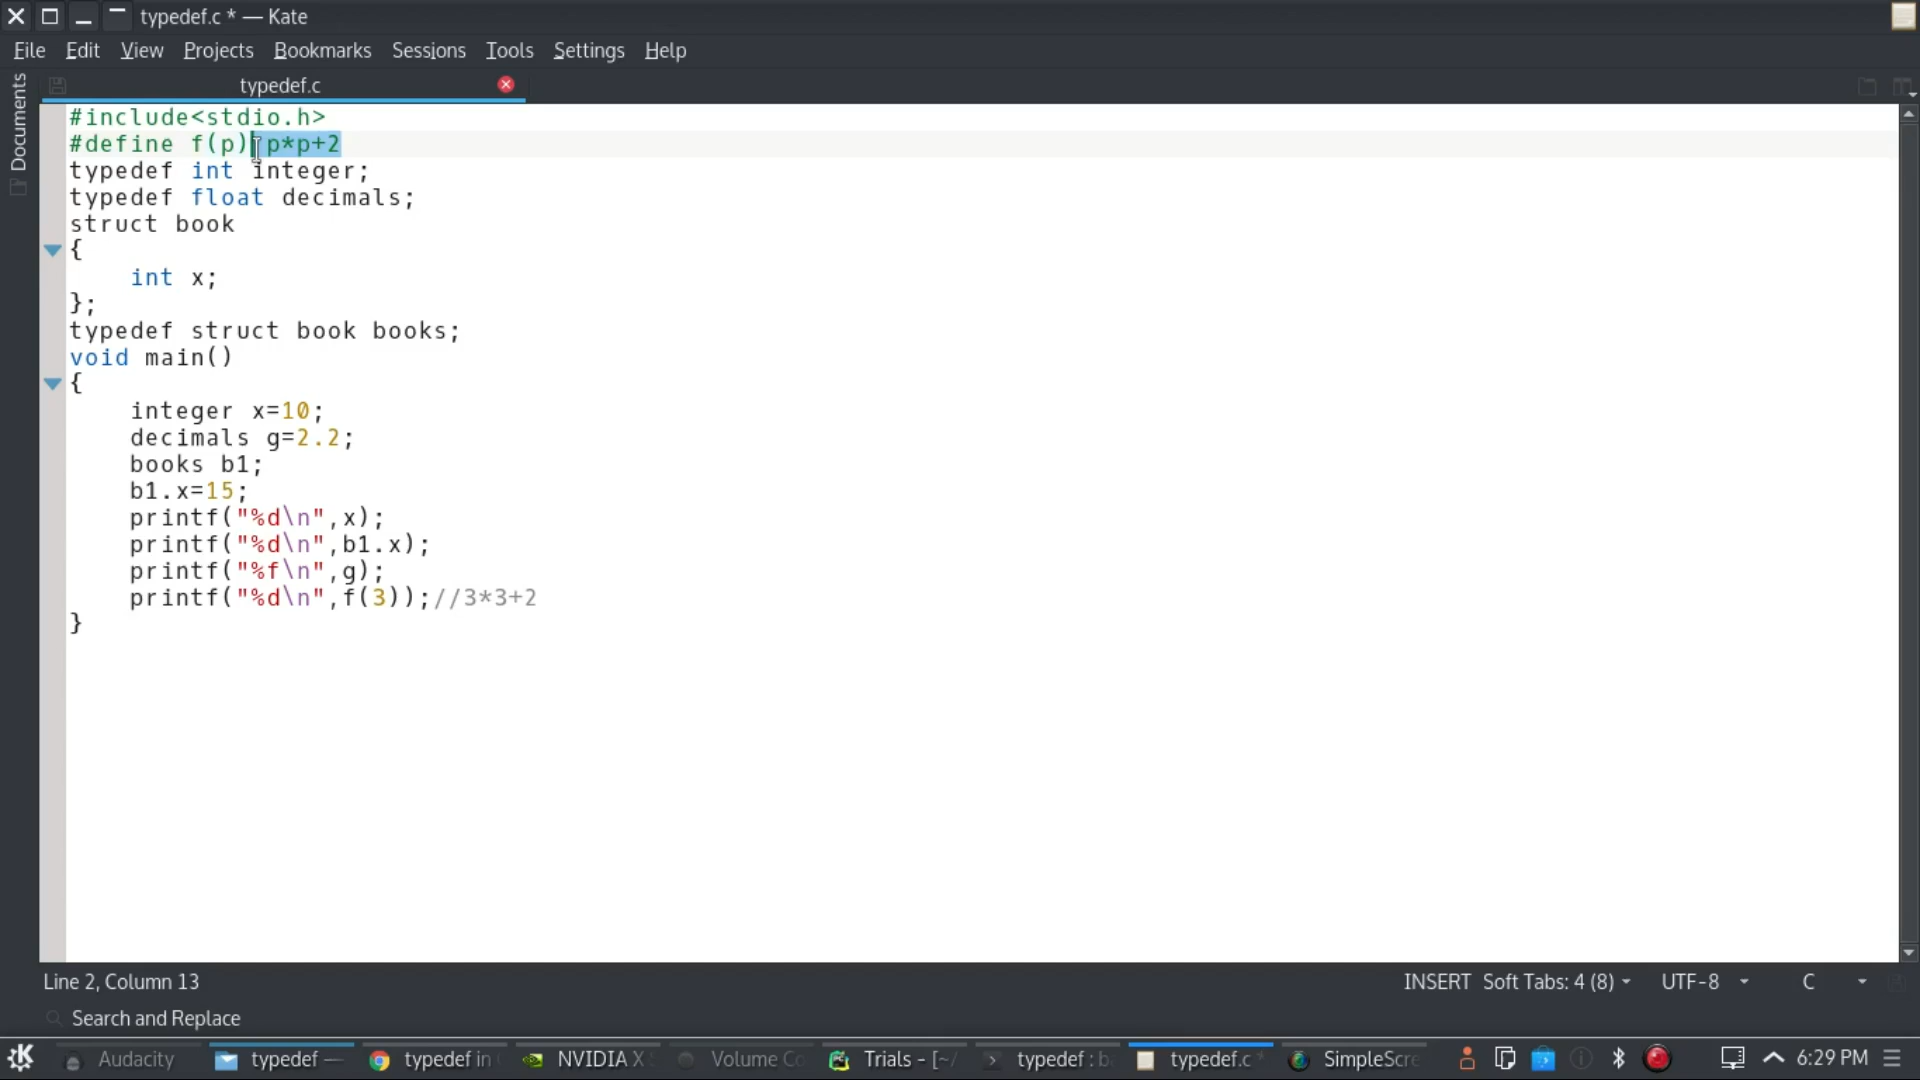 typedef.c * — Kate
File Edit View Projects Bookmarks Sessions Tools Settings Help
Documents
typedef.c
#include<stdio.h>
#define f(p) p*p+2
typedef int integer;
typedef float decimals;
struct book
{
    int x;
};
typedef struct book books;
void main()
{
    integer x=10;
    decimals g=2.2;
    books b1;
    b1.x=15;
    printf("%d\n",x);
    printf("%d\n",b1.x);
    printf("%f\n",g);
    printf("%d\n",f(3));//3*3+2
}
Line 2, Column 13 INSERT Soft Tabs: 4 (8) UTF-8 C
Search and Replace
Audacity typedef — typedef in NVIDIA X Volume Co Trials - [~/ typedef : ba typedef.c SimpleScre 6:29 PM